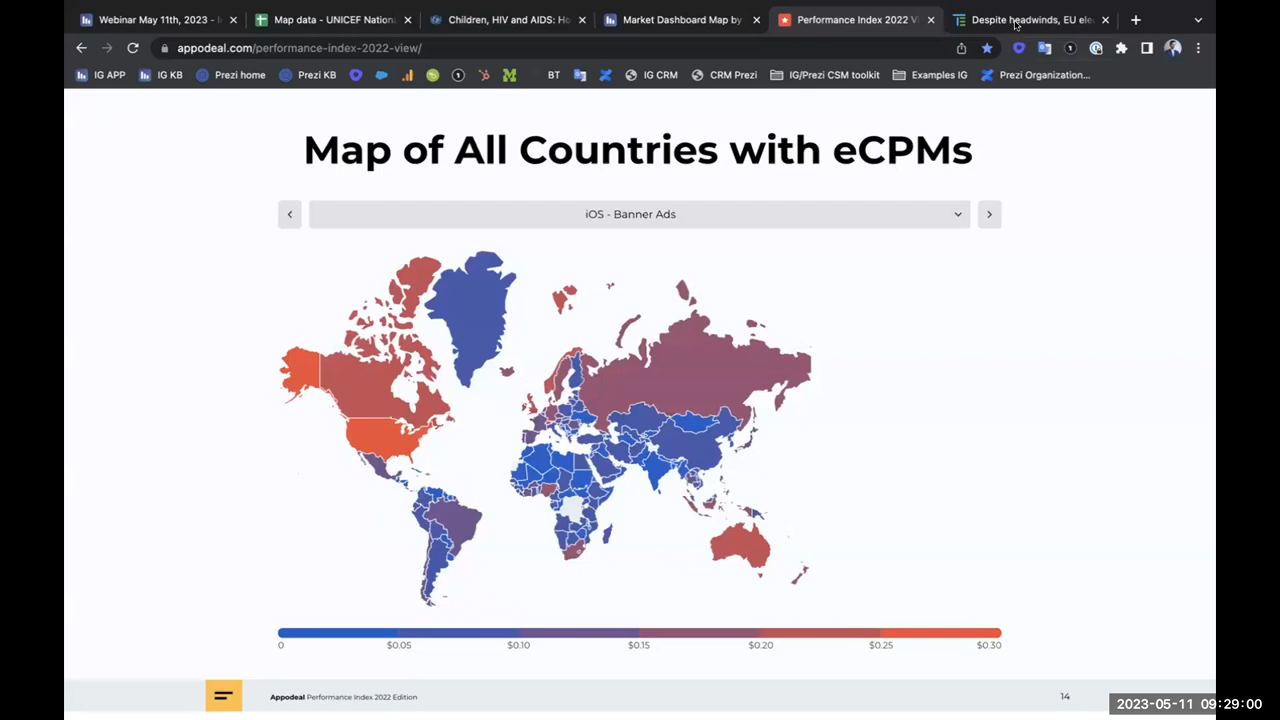 Webinar May 11th, 2023 - I
Map data - UNICEF Nationa
Children, HIV and AIDS: Ho
Market Dashboard Map by
Performance Index 2022 Vi
Despite headwinds, EU ele
appodeal.com/performance-index-2022-view/
IG APP
IG KB
Prezi home
Prezi KB
BT
IG CRM
CRM Prezi
IG/Prezi CSM toolkit
Examples IG
Prezi Organization...
Map of All Countries with eCPMs
iOS - Banner Ads
0
$0.05
$0.10
$0.15
$0.20
$0.25
$0.30
Appodeal Performance Index 2022 Edition
14
2023-05-11 09:29:00